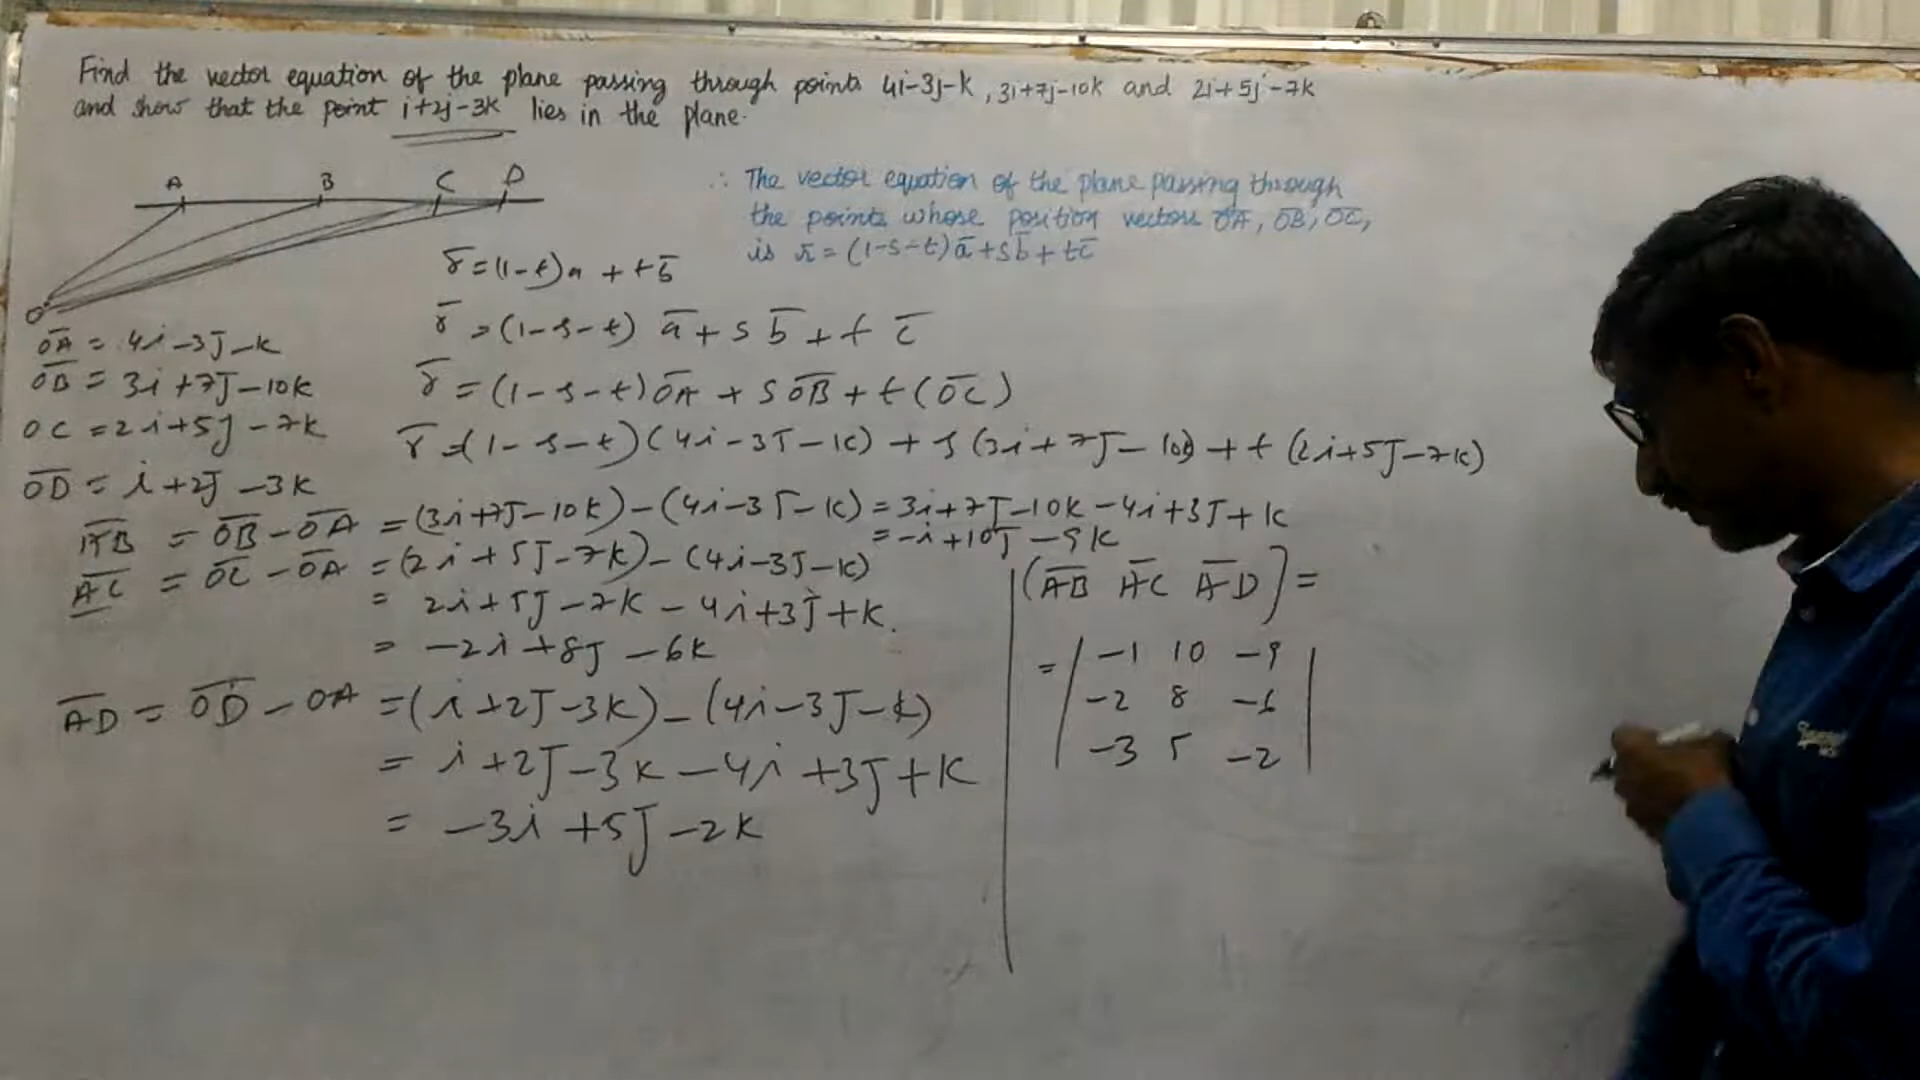 Find the vector equation of the plane passing through points 4i-3j-k, 3i+7j-10k and 2i+5j-7k
and show that the point i+2j-3k lies in the plane.
A B C D
∴ The vector equation of the plane passing through
the points whose position vectors OA, OB, OC,
is r̄ = (1-s-t)ā+sb̄+tc̄
r̄ = (1-t)a + tb̄
O
r̄ = (1-s-t) ā + s b̄ + t c̄
OA = 4i-3j-k
OB = 3i+7j-10k
r̄ = (1-s-t) OA + s OB + t (OC)
OC = 2i+5j-7k
r̄ = (1-s-t) (4i-3j-k) + s (3i+7j-10k) + t (2i+5j-7k)
OD = i+2j-3k
AB = OB - OA = (3i+7j-10k) - (4i-3j-k) = 3i+7j-10k-4i+3j+k
= -i+10j-9k
AC = OC - OA = (2i+5j-7k) - (4i-3j-k)
= 2i+5j-7k-4i+3j+k.
= -2i+8j-6k
AD = OD - OA = (i+2j-3k) - (4i-3j-k)
= i+2j-3k-4i+3j+k
= -3i+5j-2k
(AB AC AD] =
= | -1 10 -9 |
-2 8 -6
-3 5 -2